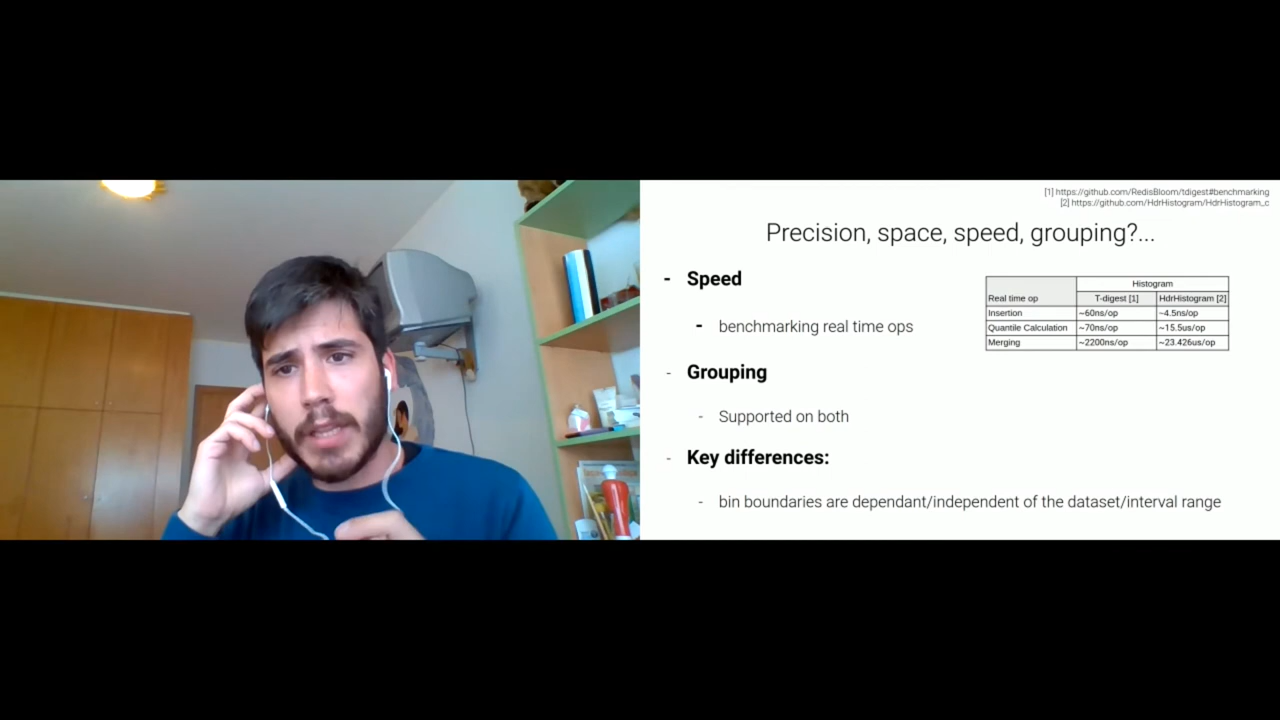 [1] https://github.com/RedisBloom/tdigest#benchmarking
[2] https://github.com/HdrHistogram/HdrHistogram_c
Precision, space, speed, grouping?...
- Speed
- benchmarking real time ops
- Grouping
- Supported on both
- Key differences:
- bin boundaries are dependant/independent of the dataset/interval range
Histogram
Real time op T-digest [1] HdrHistogram [2]
Insertion ~60ns/op ~4.5ns/op
Quantile Calculation ~70ns/op ~15.5us/op
Merging ~2200ns/op ~23.426us/op